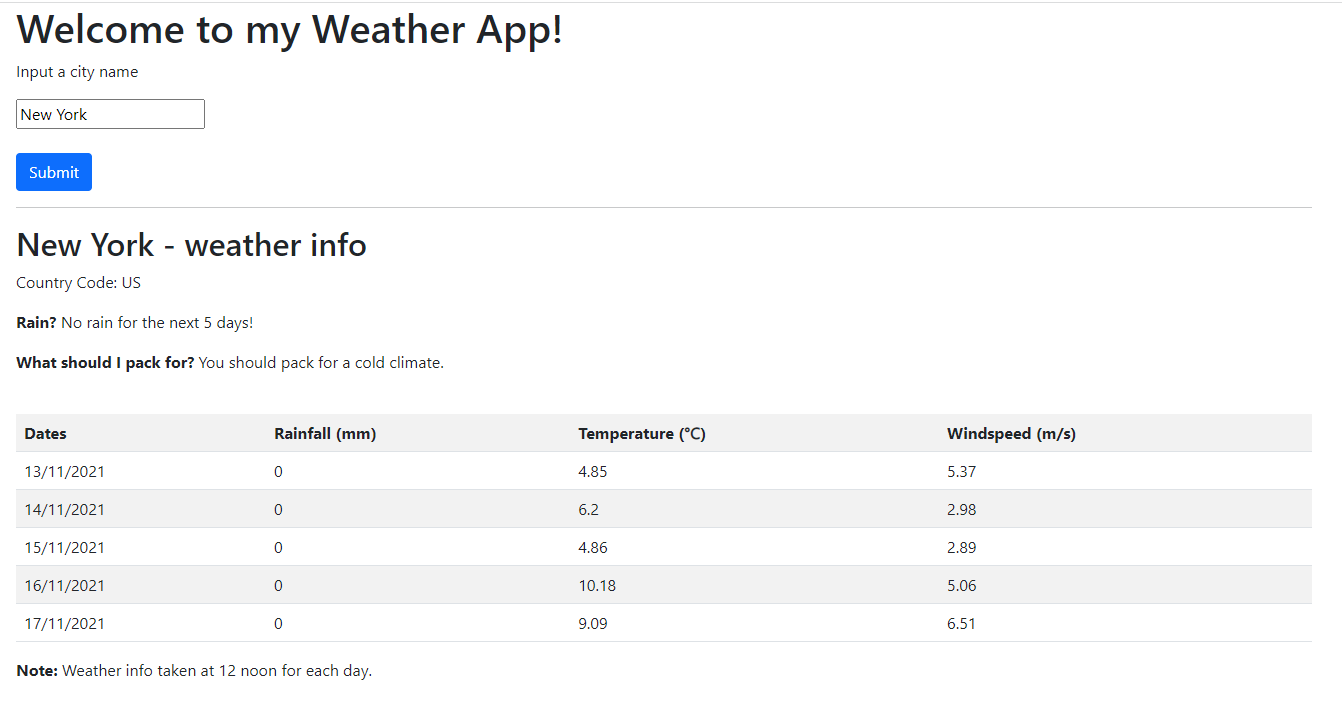 Welcome to my Weather App!
Input a city name
New York
Submit
New York - weather info
Country Code: US
Rain? No rain for the next 5 days!
What should I pack for? You should pack for a cold climate.
Dates Rainfall (mm) Temperature (℃) Windspeed (m/s)
13/11/2021 0 4.85 5.37
14/11/2021 0 6.2 2.98
15/11/2021 0 4.86 2.89
16/11/2021 0 10.18 5.06
17/11/2021 0 9.09 6.51
Note: Weather info taken at 12 noon for each day.